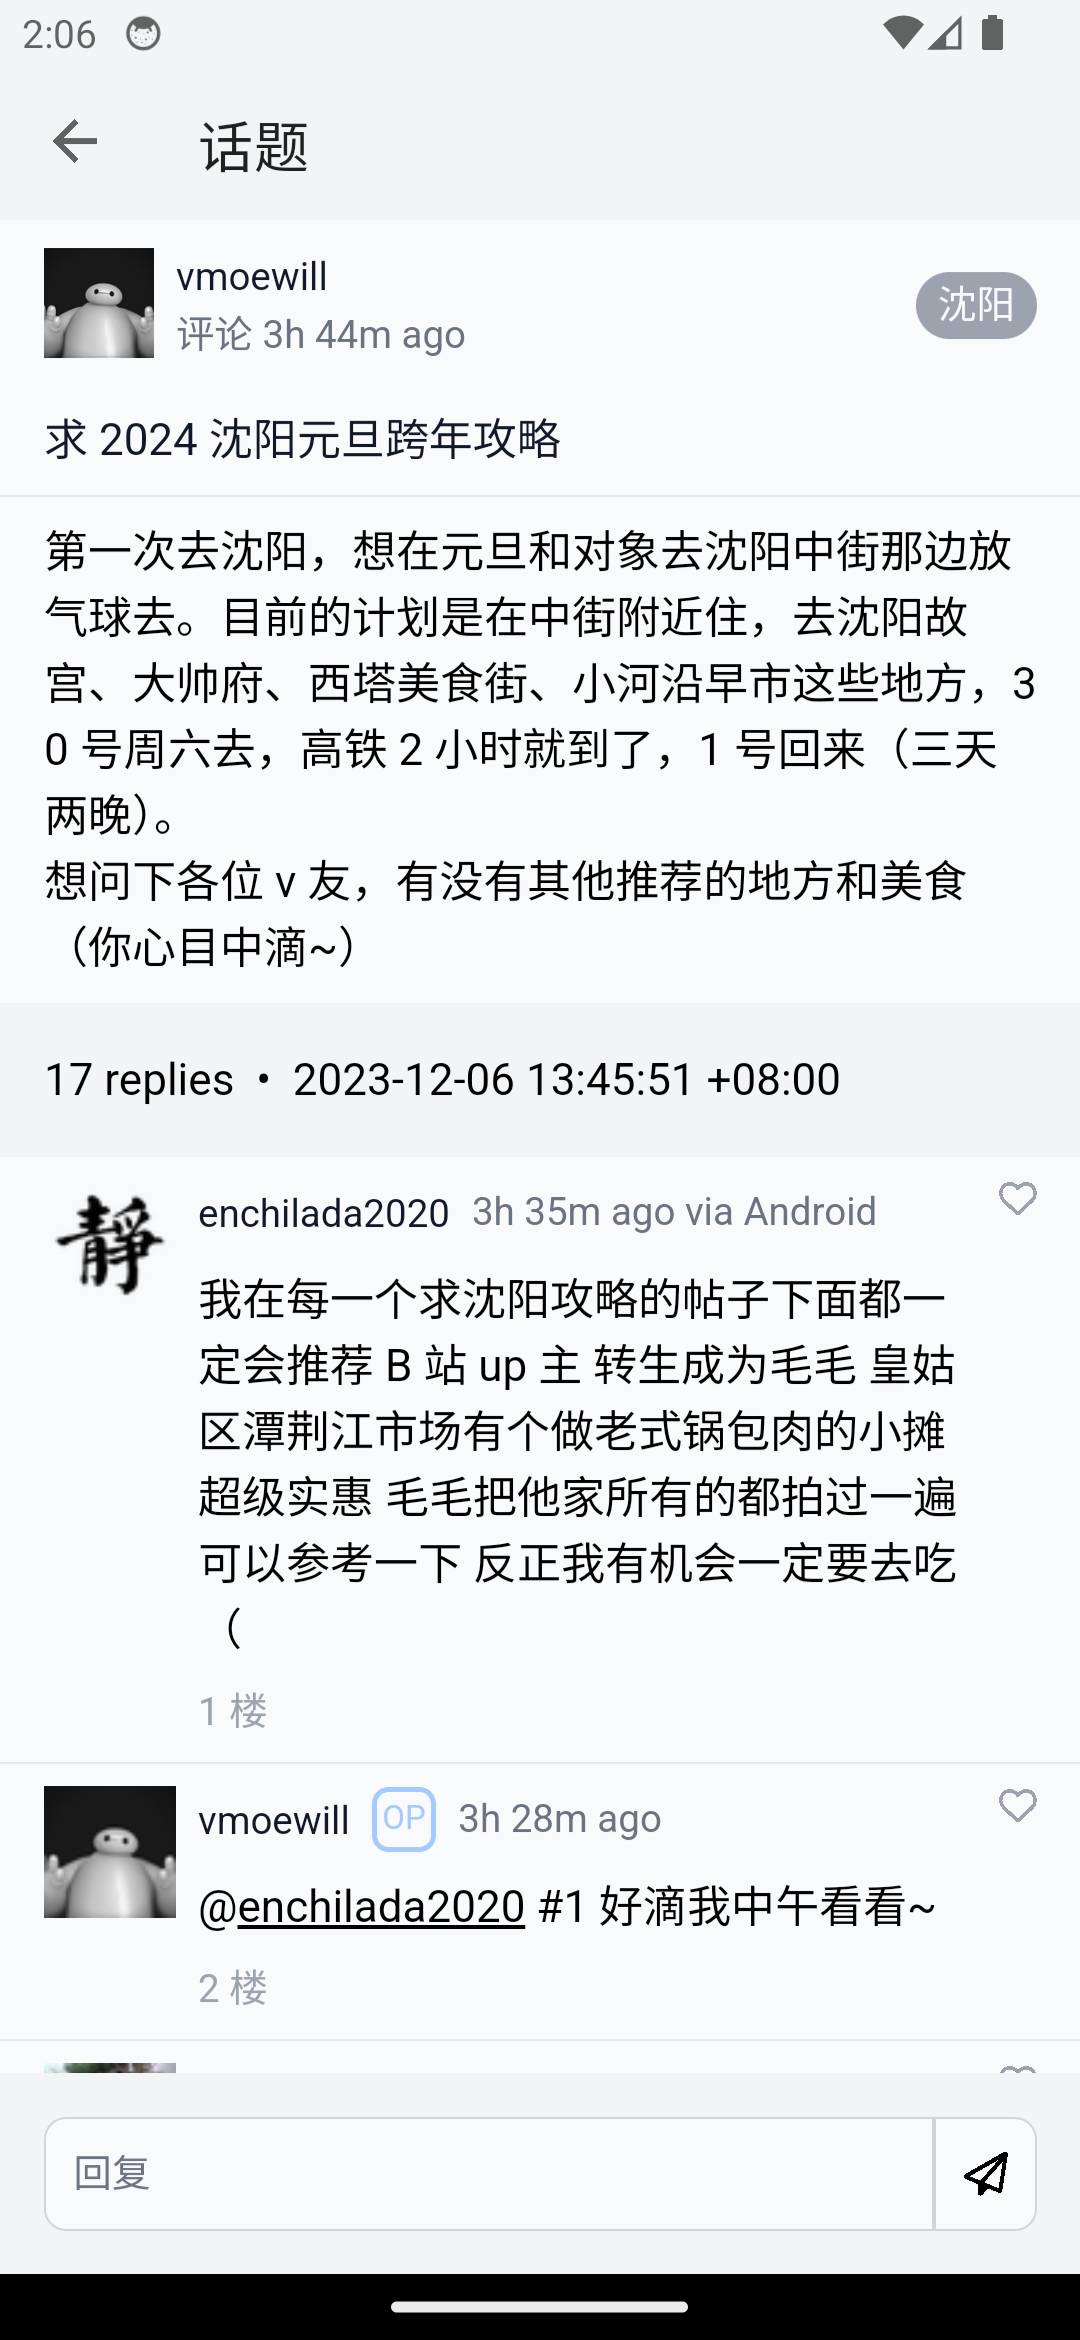 2:06
话题
vmoewill
评论 3h 44m ago
沈阳
求 2024 沈阳元旦跨年攻略
第一次去沈阳，想在元旦和对象去沈阳中街那边放
气球去。目前的计划是在中街附近住，去沈阳故
宫、大帅府、西塔美食街、小河沿早市这些地方，3
0 号周六去，高铁 2 小时就到了，1 号回来（三天
两晚）。
想问下各位 v 友，有没有其他推荐的地方和美食
（你心目中滴~）
17 replies • 2023-12-06 13:45:51 +08:00
靜
enchilada2020 3h 35m ago via Android
我在每一个求沈阳攻略的帖子下面都一
定会推荐 B 站 up 主 转生成为毛毛 皇姑
区潭荆江市场有个做老式锅包肉的小摊
超级实惠 毛毛把他家所有的都拍过一遍
可以参考一下 反正我有机会一定要去吃
（
1 楼
vmoewill OP 3h 28m ago
@enchilada2020 #1 好滴我中午看看~
2 楼
回复